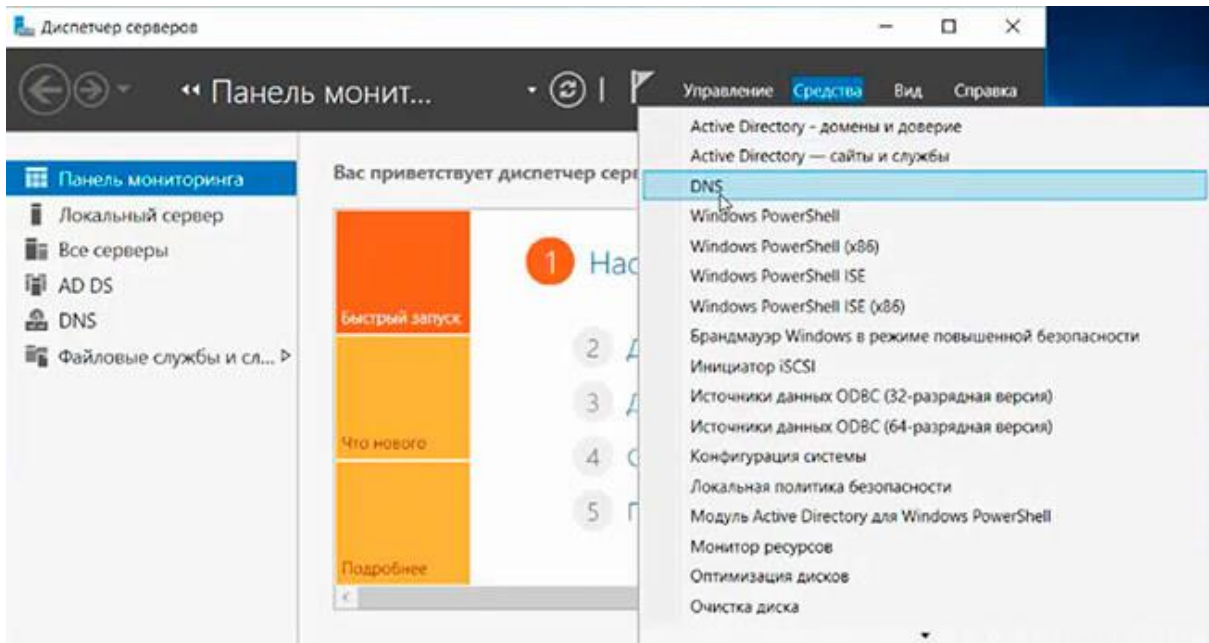 Диспетчер серверов
Панель монит...
Управление Средства Вид Справка
Панель мониторинга
Локальный сервер
Все серверы
AD DS
DNS
Файловые службы и сл...
Вас приветствует диспетчер сер
Быстрый запуск
Что нового
Подробнее
1 Нас
2
3
4
5
Active Directory - домены и доверие
Active Directory — сайты и службы
DNS
Windows PowerShell
Windows PowerShell (x86)
Windows PowerShell ISE
Windows PowerShell ISE (x86)
Брандмауэр Windows в режиме повышенной безопасности
Инициатор iSCSI
Источники данных ODBC (32-разрядная версия)
Источники данных ODBC (64-разрядная версия)
Конфигурация системы
Локальная политика безопасности
Модуль Active Directory для Windows PowerShell
Монитор ресурсов
Оптимизация дисков
Очистка диска